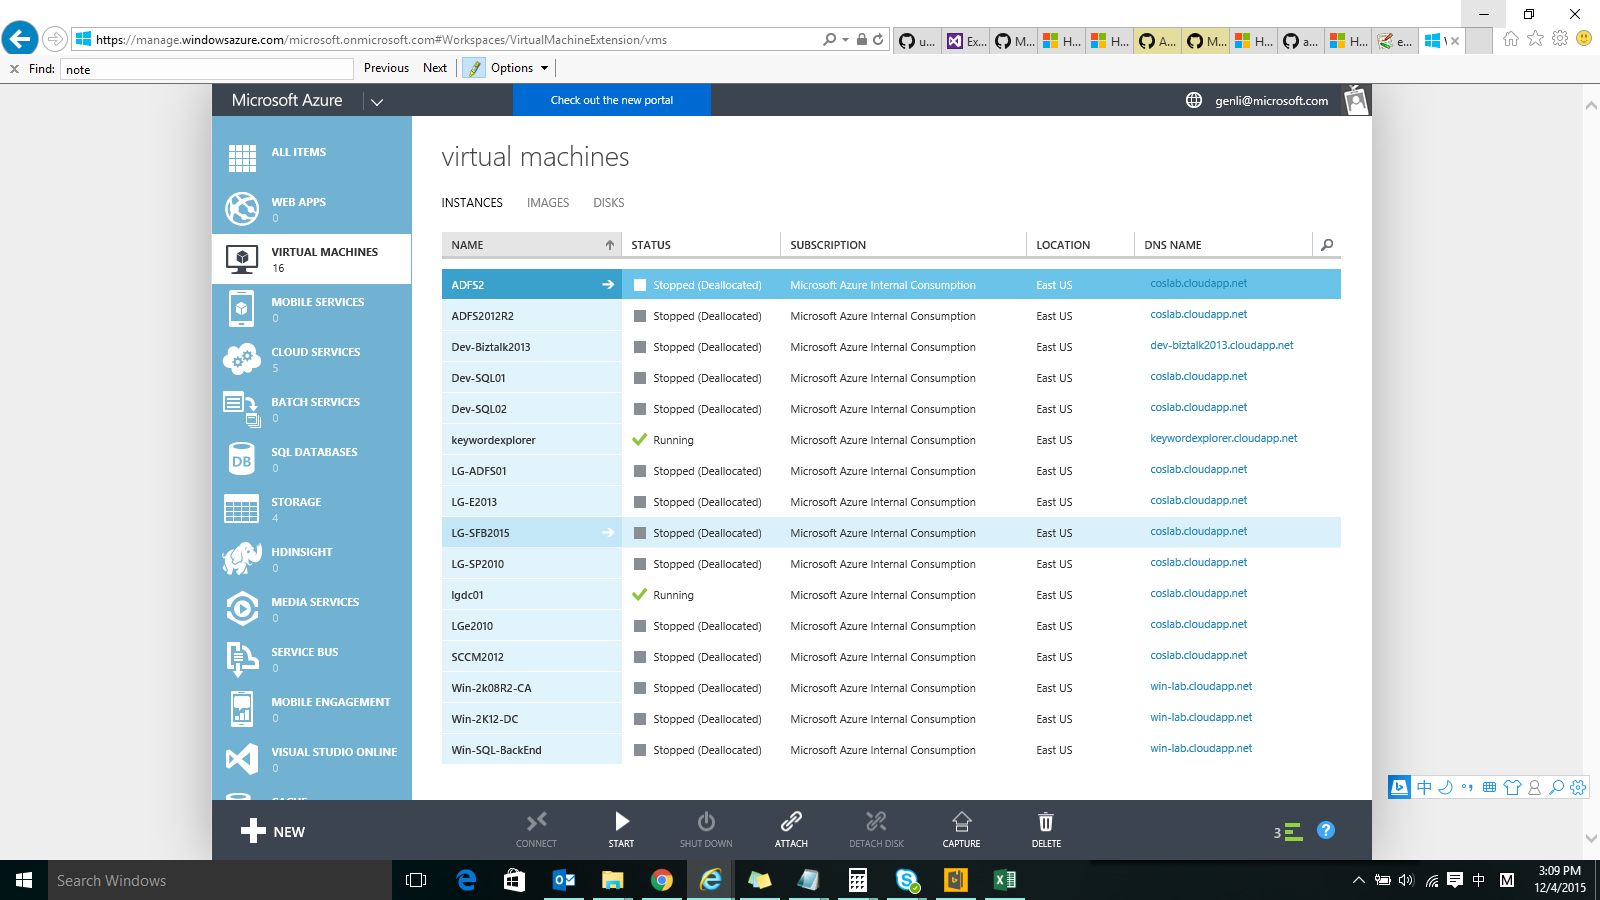 https://manage.windowsazure.com/microsoft.onmicrosoft.com#Workspaces/VirtualMachineExtension/vms
u... Ex... M... H... H... A... M... H... a... H... e...
Find: note Previous Next Options
Microsoft Azure Check out the new portal genli@microsoft.com
ALL ITEMS
WEB APPS
0
VIRTUAL MACHINES
16
MOBILE SERVICES
0
CLOUD SERVICES
5
BATCH SERVICES
0
SQL DATABASES
0
DB
STORAGE
4
HDINSIGHT
0
MEDIA SERVICES
0
SERVICE BUS
0
MOBILE ENGAGEMENT
0
VISUAL STUDIO ONLINE
0
virtual machines
INSTANCES IMAGES DISKS
NAME STATUS SUBSCRIPTION LOCATION DNS NAME
ADFS2 Stopped (Deallocated) Microsoft Azure Internal Consumption East US coslab.cloudapp.net
ADFS2012R2 Stopped (Deallocated) Microsoft Azure Internal Consumption East US coslab.cloudapp.net
Dev-Biztalk2013 Stopped (Deallocated) Microsoft Azure Internal Consumption East US dev-biztalk2013.cloudapp.net
Dev-SQL01 Stopped (Deallocated) Microsoft Azure Internal Consumption East US coslab.cloudapp.net
Dev-SQL02 Stopped (Deallocated) Microsoft Azure Internal Consumption East US coslab.cloudapp.net
keywordexplorer Running Microsoft Azure Internal Consumption East US keywordexplorer.cloudapp.net
LG-ADFS01 Stopped (Deallocated) Microsoft Azure Internal Consumption East US coslab.cloudapp.net
LG-E2013 Stopped (Deallocated) Microsoft Azure Internal Consumption East US coslab.cloudapp.net
LG-SFB2015 Stopped (Deallocated) Microsoft Azure Internal Consumption East US coslab.cloudapp.net
LG-SP2010 Stopped (Deallocated) Microsoft Azure Internal Consumption East US coslab.cloudapp.net
lgdc01 Running Microsoft Azure Internal Consumption East US coslab.cloudapp.net
LGe2010 Stopped (Deallocated) Microsoft Azure Internal Consumption East US coslab.cloudapp.net
SCCM2012 Stopped (Deallocated) Microsoft Azure Internal Consumption East US coslab.cloudapp.net
Win-2k08R2-CA Stopped (Deallocated) Microsoft Azure Internal Consumption East US win-lab.cloudapp.net
Win-2K12-DC Stopped (Deallocated) Microsoft Azure Internal Consumption East US win-lab.cloudapp.net
Win-SQL-BackEnd Stopped (Deallocated) Microsoft Azure Internal Consumption East US win-lab.cloudapp.net
中
NEW CONNECT START SHUT DOWN ATTACH DETACH DISK CAPTURE DELETE 3 ?
Search Windows 中 M 3:09 PM
12/4/2015